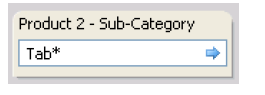 Product 2 - Sub-Category
Tab*